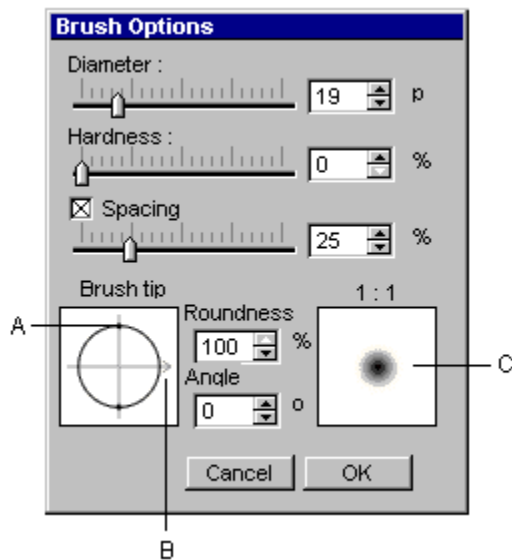 Brush Options
Diameter :
19 p
Hardness :
0 %
Spacing
25 %
Brush tip
1 : 1
A
Roundness
100 %
C
Angle
0 o
Cancel OK
B